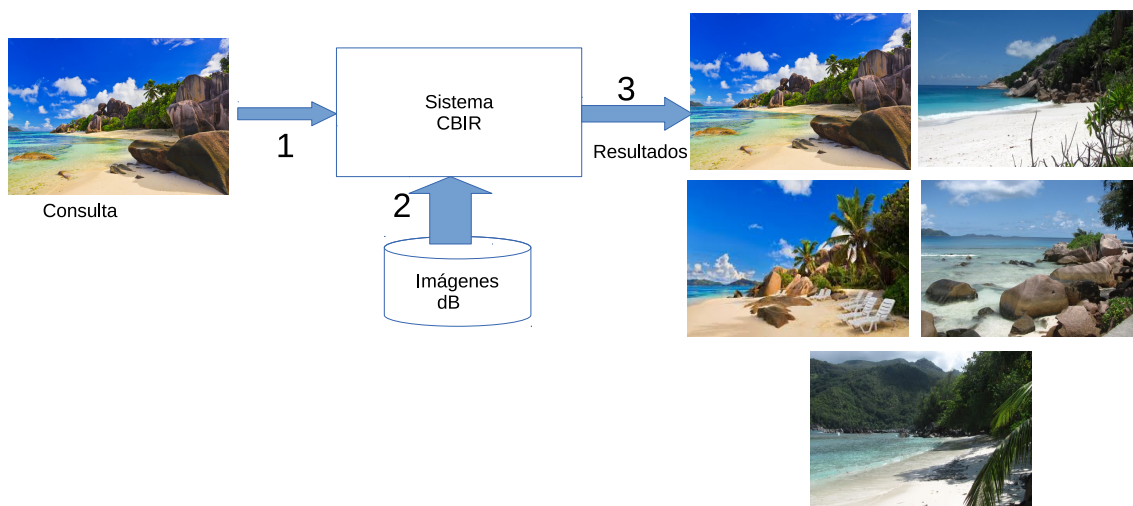 Consulta
1
Sistema
CBIR
2
Imágenes
dB
3
Resultados